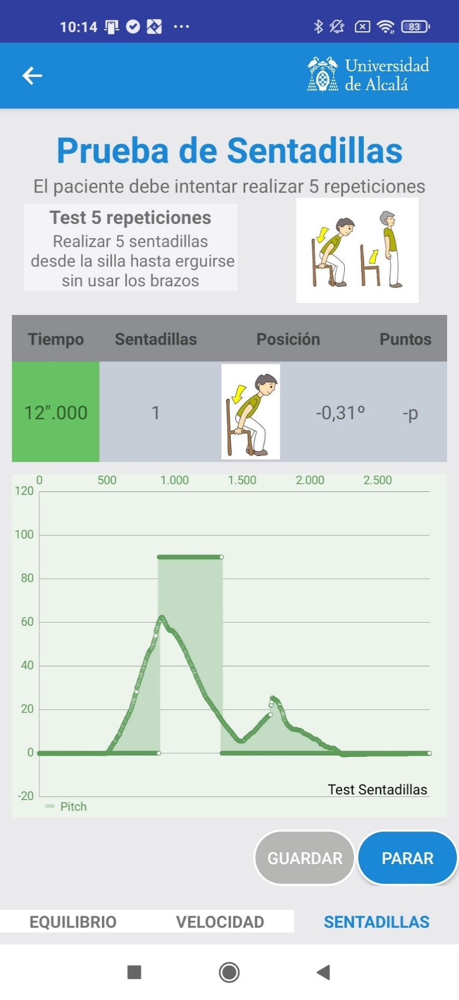 10:14
83
Universidad
de Alcalá
Prueba de Sentadillas
El paciente debe intentar realizar 5 repeticiones
Test 5 repeticiones
Realizar 5 sentadillas
desde la silla hasta erguirse
sin usar los brazos
Tiempo Sentadillas Posición Puntos
12".000 1 -0,31º -p
0 500 1.000 1.500 2.000 2.500
120
100
80
60
40
20
0
-20
Test Sentadillas
Pitch
GUARDAR PARAR
EQUILIBRIO VELOCIDAD SENTADILLAS